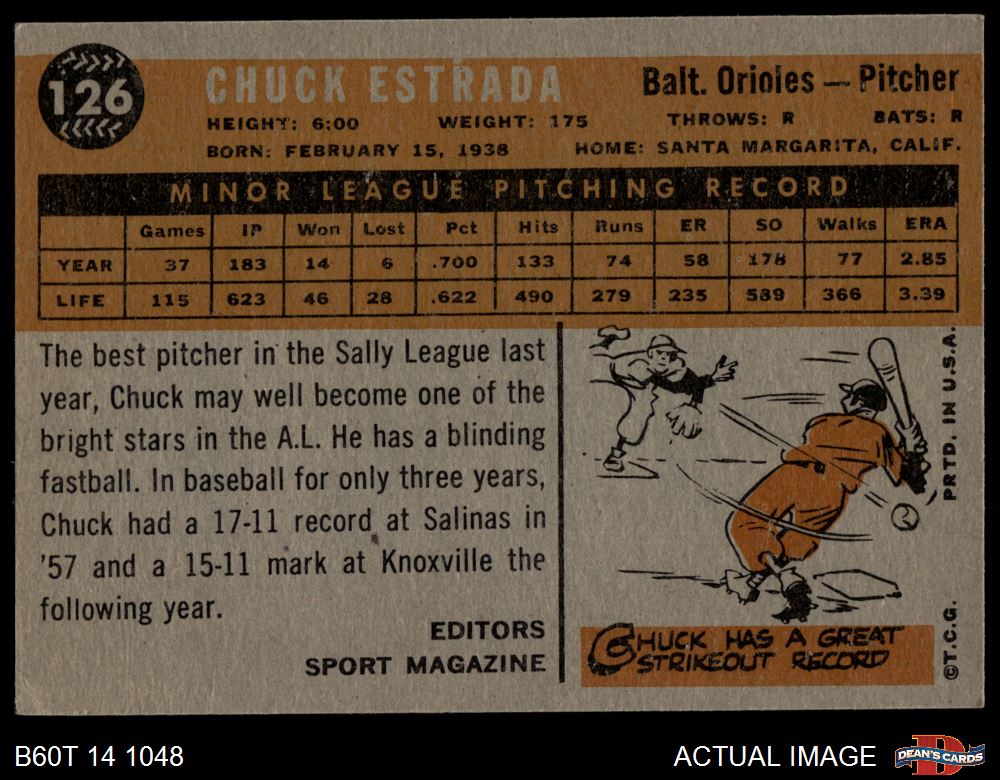 126
CHUCK ESTRADA
Balt. Orioles — Pitcher
HEIGHT: 6:00 WEIGHT: 175 THROWS: R BATS: R
BORN: FEBRUARY 15, 1938 HOME: SANTA MARGARITA, CALIF.
MINOR LEAGUE PITCHING RECORD
Games IP Won Lost Pct Hits Runs ER SO Walks ERA
YEAR 37 183 14 6 .700 133 74 58 178 77 2.85
LIFE 115 623 46 28 .622 490 279 235 589 366 3.39
The best pitcher in the Sally League last
year, Chuck may well become one of the
bright stars in the A.L. He has a blinding
fastball. In baseball for only three years,
Chuck had a 17-11 record at Salinas in
'57 and a 15-11 mark at Knoxville the
following year.
EDITORS
SPORT MAGAZINE
CHUCK HAS A GREAT
STRIKEOUT RECORD
©T.C.G. PRTD. IN U.S.A.
B60T 14 1048
ACTUAL IMAGE
DEAN'S CARDS